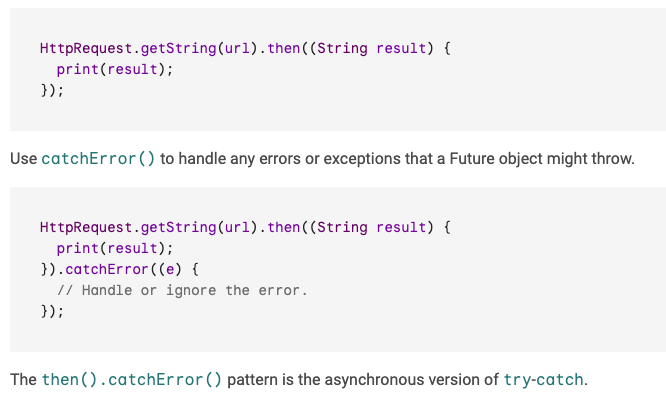 HttpRequest.getString(url).then((String result) {
  print(result);
});
Use catchError() to handle any errors or exceptions that a Future object might throw.
HttpRequest.getString(url).then((String result) {
  print(result);
}).catchError((e) {
  // Handle or ignore the error.
});
The then().catchError() pattern is the asynchronous version of try-catch.